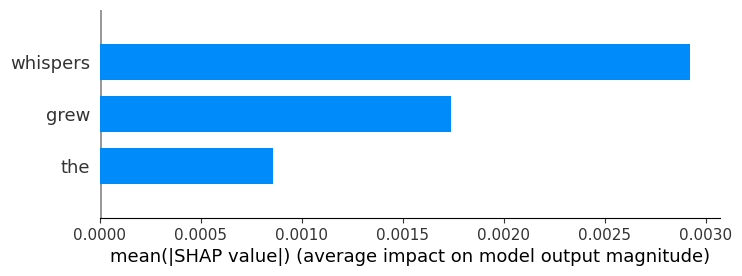 whispers
grew
the
0.0000 0.0005 0.0010 0.0015 0.0020 0.0025 0.0030
mean(|SHAP value|) (average impact on model output magnitude)